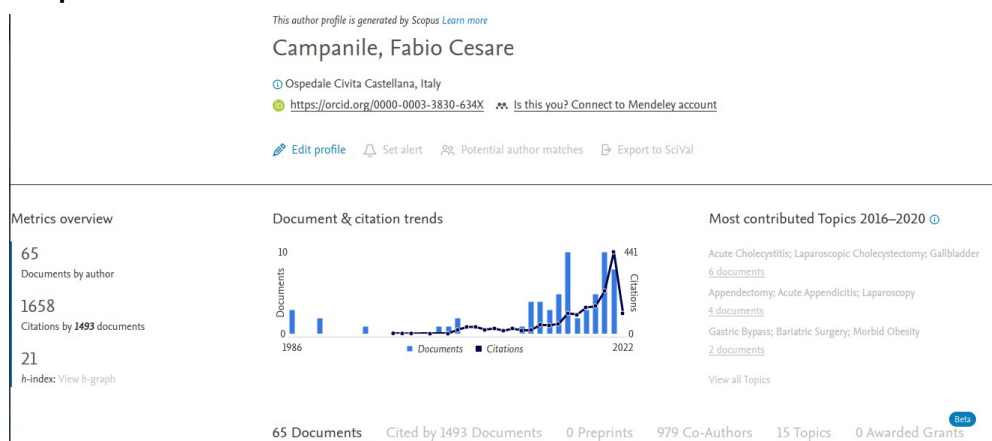 This author profile is generated by Scopus Learn more
Campanile, Fabio Cesare
Ospedale Civita Castellana, Italy
iD https://orcid.org/0000-0003-3830-634X Is this you? Connect to Mendeley account
Edit profile Set alert Potential author matches Export to SciVal
Metrics overview
65
Documents by author
1658
Citations by 1493 documents
21
h-index: View h-graph
Document & citation trends
10
441
Documents
Citations
0
0
1986
2022
Documents Citations
Most contributed Topics 2016–2020
Acute Cholecystitis; Laparoscopic Cholecystectomy; Gallbladder
6 documents
Appendectomy; Acute Appendicitis; Laparoscopy
4 documents
Gastric Bypass; Bariatric Surgery; Morbid Obesity
2 documents
View all Topics
Beta
65 Documents Cited by 1493 Documents 0 Preprints 979 Co-Authors 15 Topics 0 Awarded Grants